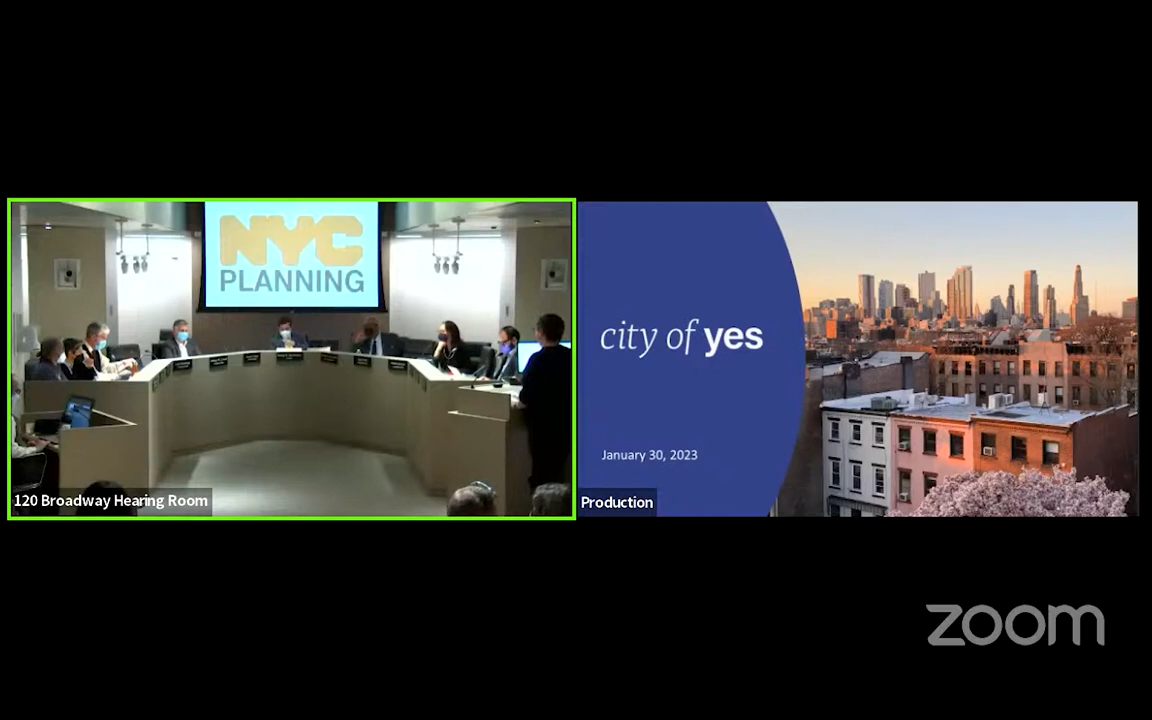 NYC
PLANNING
120 Broadway Hearing Room
city of yes
January 30, 2023
Production
zoom